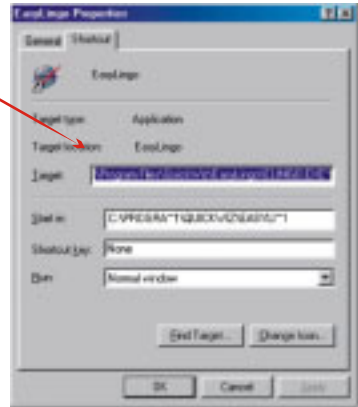 EasyLingo Properties
General Shortcut
EasyLingo
Target type: Application
Target location: EasyLingo
Target:
Start in:
Shortcut key: None
Run: Normal window
Find Target... Change Icon...
OK Cancel Apply